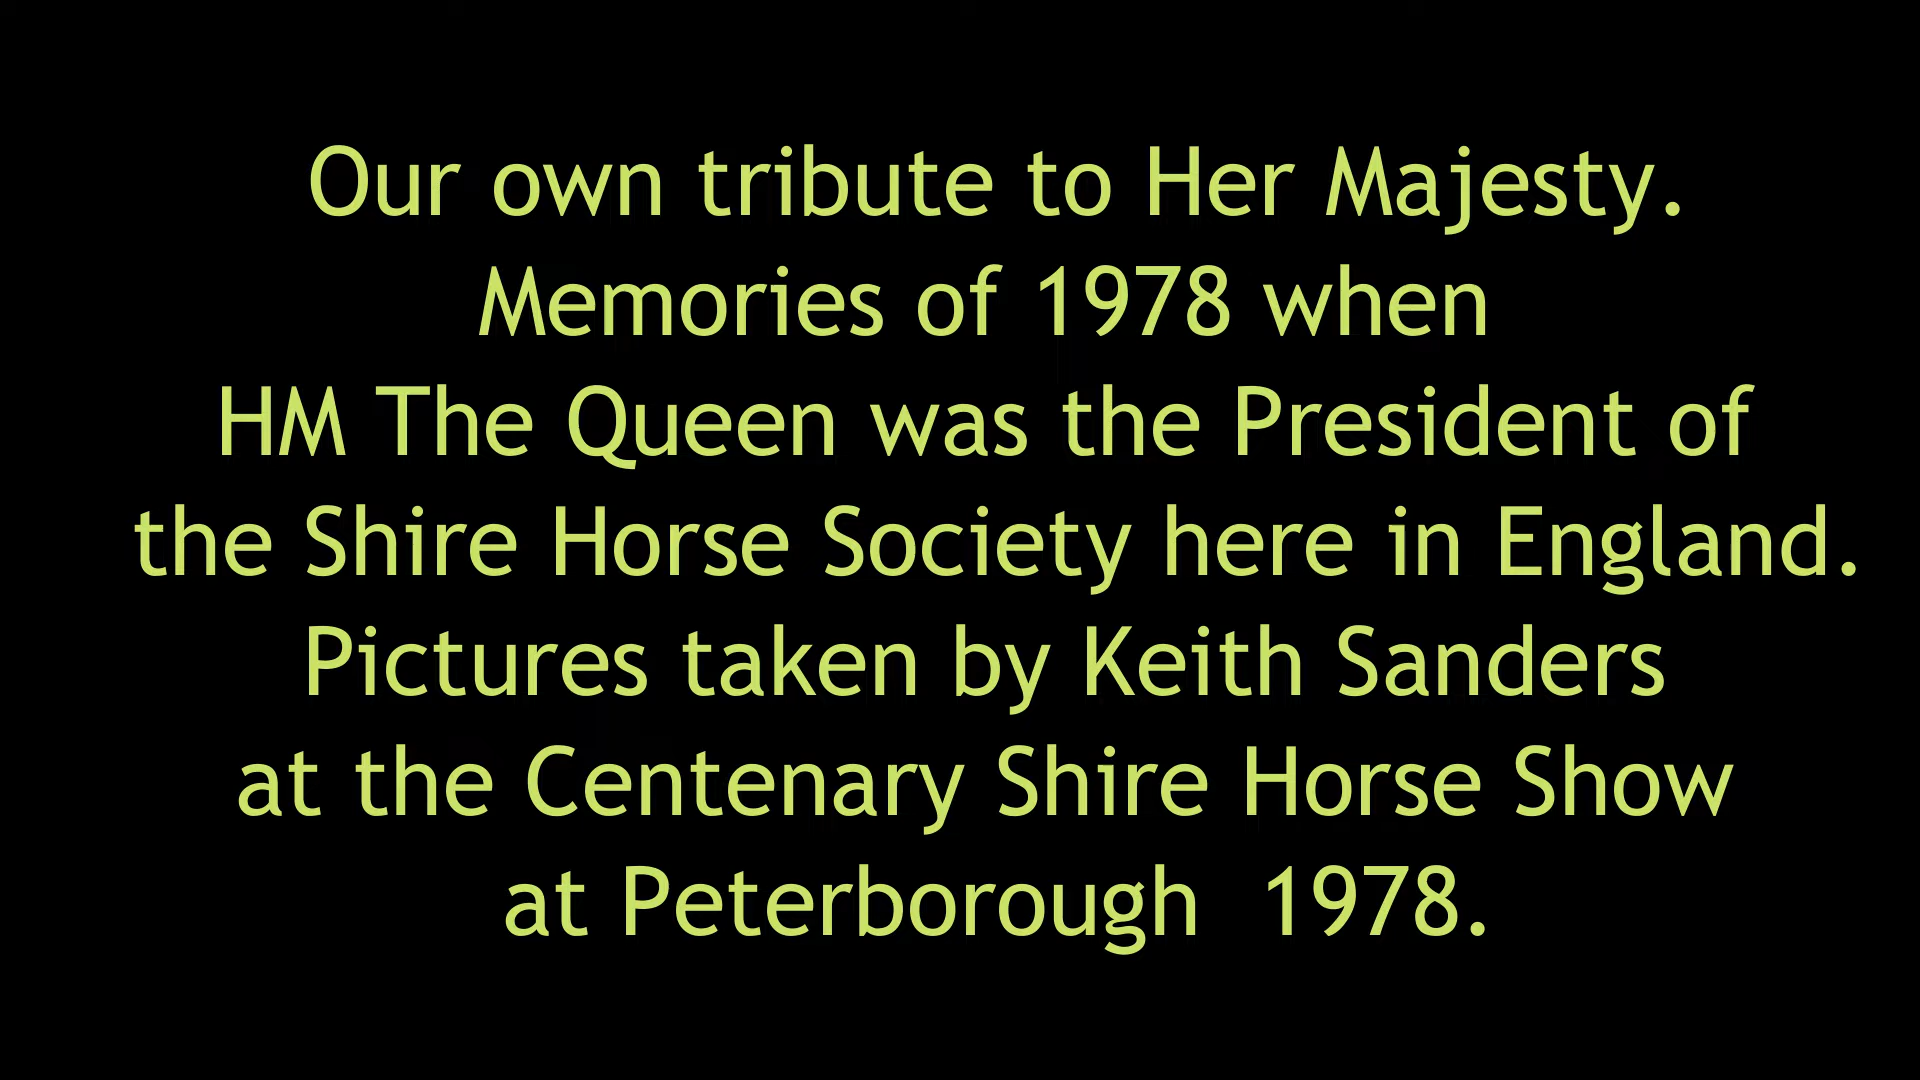 Our own tribute to Her Majesty.
Memories of 1978 when
HM The Queen was the President of
the Shire Horse Society here in England.
Pictures taken by Keith Sanders
at the Centenary Shire Horse Show
at Peterborough  1978.